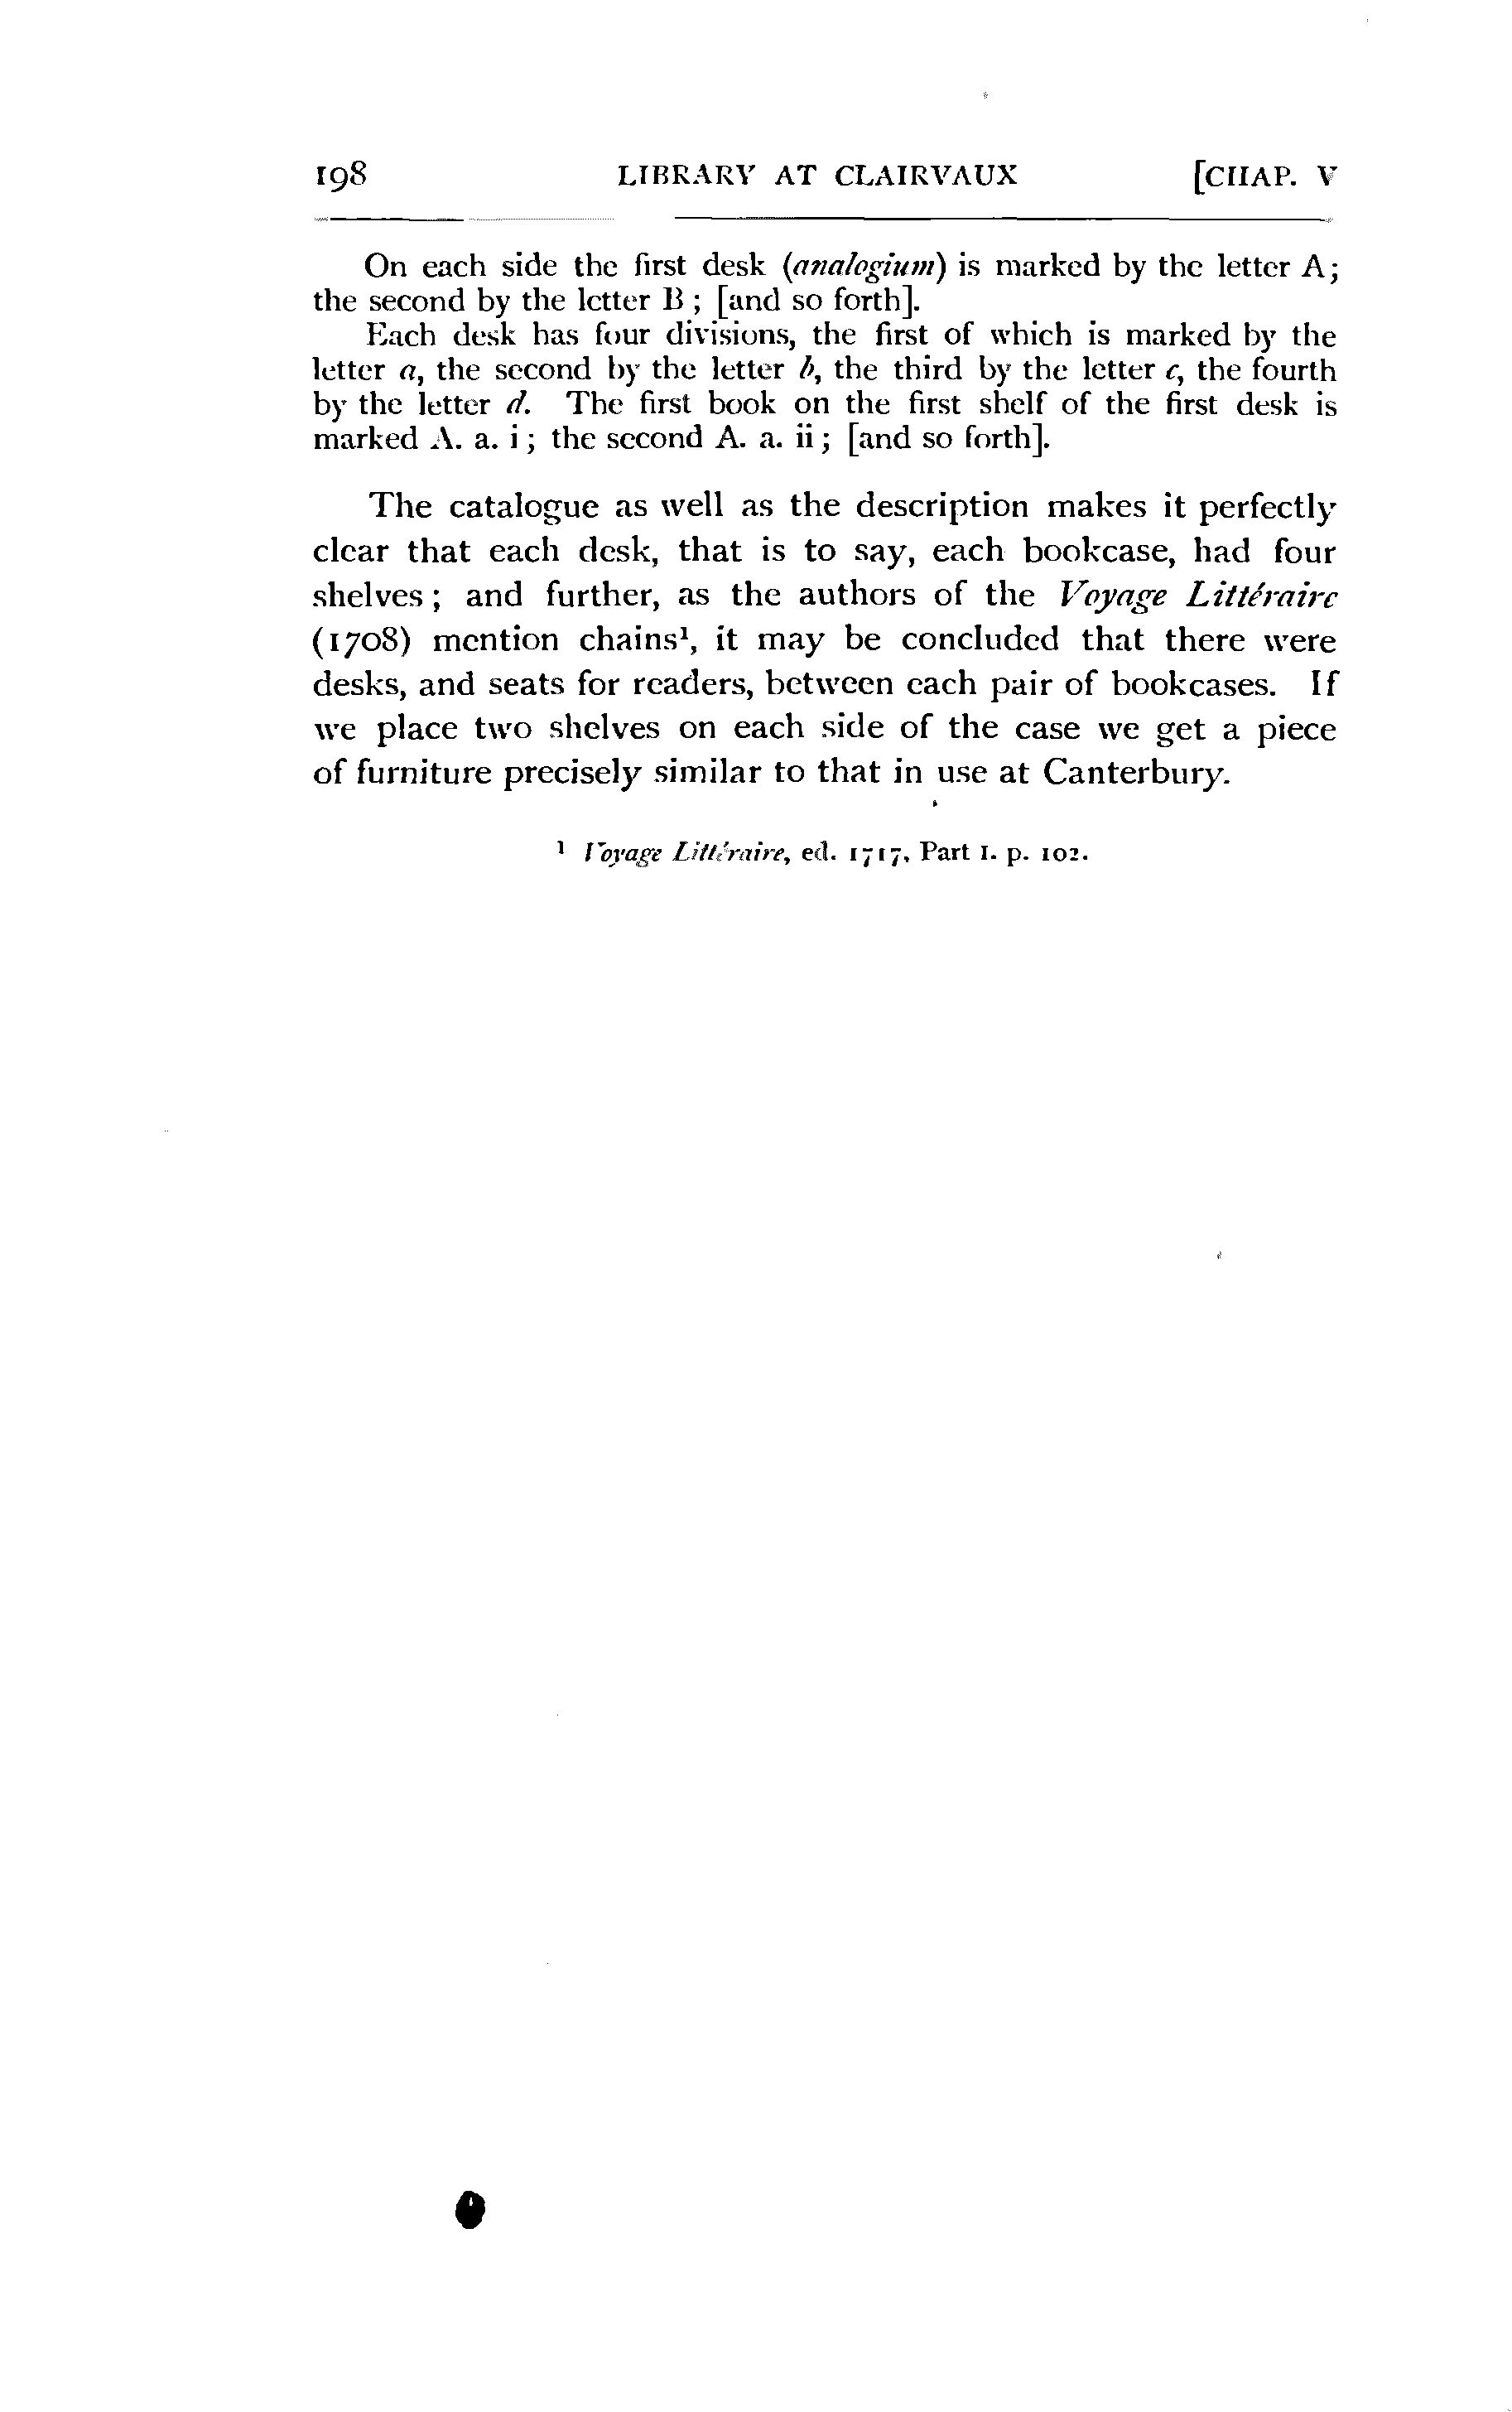 198 LIBRARY AT CLAIRVAUX [CHAP. V
On each side the first desk (analogium) is marked by the letter A;
the second by the letter B ; [and so forth].
Each desk has four divisions, the first of which is marked by the
letter a, the second by the letter b, the third by the letter c, the fourth
by the letter d. The first book on the first shelf of the first desk is
marked A. a. i ; the second A. a. ii ; [and so forth].
The catalogue as well as the description makes it perfectly
clear that each desk, that is to say, each bookcase, had four
shelves ; and further, as the authors of the Voyage Littéraire
(1708) mention chains¹, it may be concluded that there were
desks, and seats for readers, between each pair of bookcases. If
we place two shelves on each side of the case we get a piece
of furniture precisely similar to that in use at Canterbury.
¹ Voyage Littéraire, ed. 1717, Part I. p. 102.